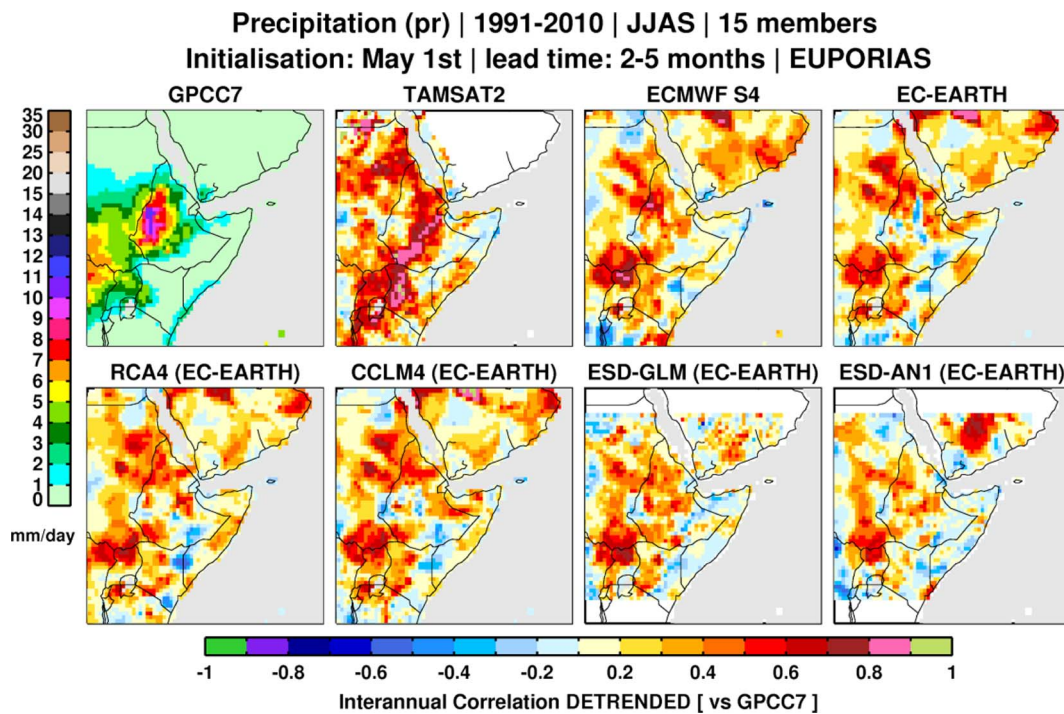 Precipitation (pr) | 1991-2010 | JJAS | 15 members
Initialisation: May 1st | lead time: 2-5 months | EUPORIAS
GPCC7 TAMSAT2 ECMWF S4 EC-EARTH
35
30
25
20
15
14
13
12
11
10
9
8
7
6
5
4
3
2
1
0
mm/day
RCA4 (EC-EARTH) CCLM4 (EC-EARTH) ESD-GLM (EC-EARTH) ESD-AN1 (EC-EARTH)
-1 -0.8 -0.6 -0.4 -0.2 0.2 0.4 0.6 0.8 1
Interannual Correlation DETRENDED [ vs GPCC7 ]